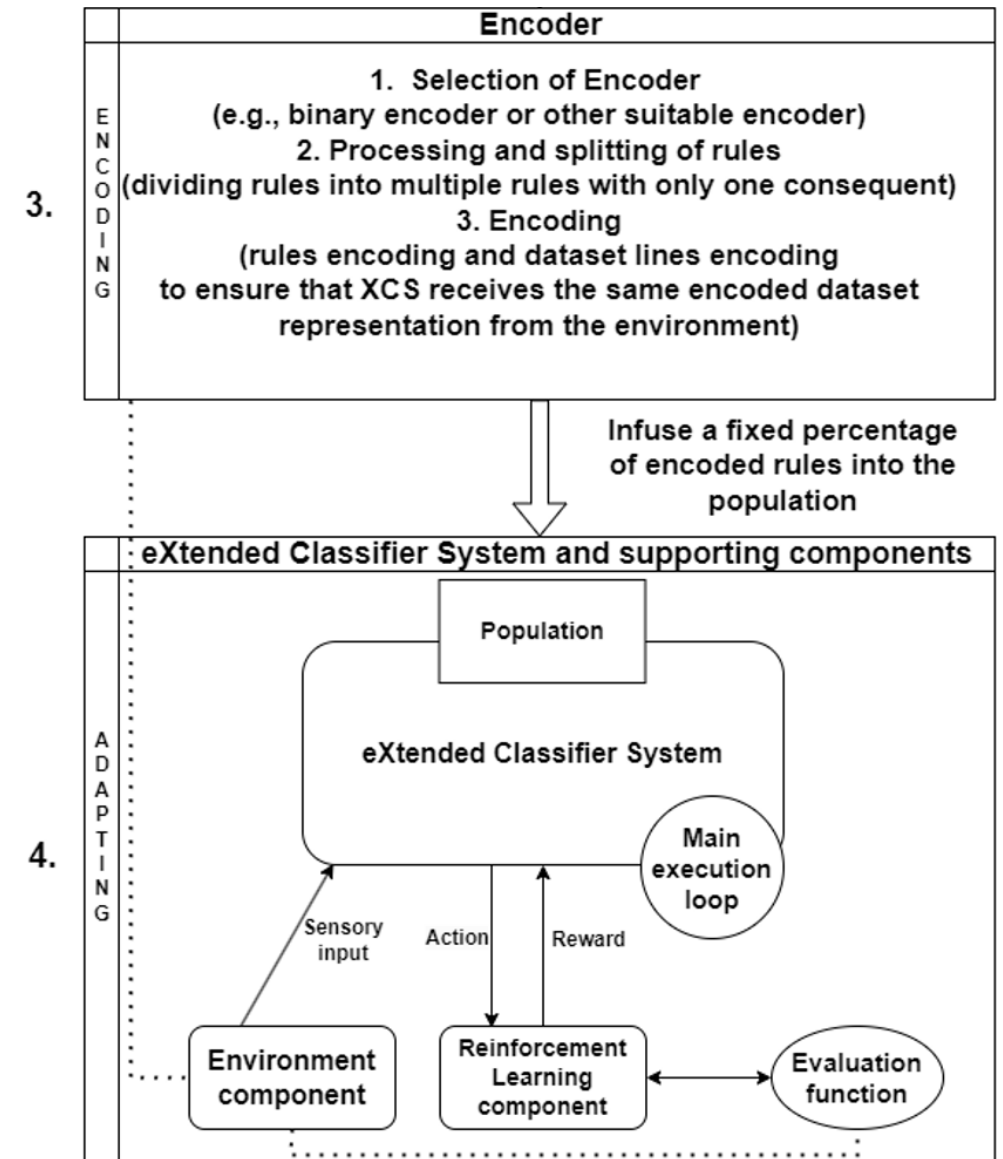 Encoder
3.
ENCODING
1. Selection of Encoder
(e.g., binary encoder or other suitable encoder)
2. Processing and splitting of rules
(dividing rules into multiple rules with only one consequent)
3. Encoding
(rules encoding and dataset lines encoding
to ensure that XCS receives the same encoded dataset
representation from the environment)
Infuse a fixed percentage
of encoded rules into the
population
eXtended Classifier System and supporting components
4.
ADAPTING
Population
eXtended Classifier System
Main
execution
loop
Sensory
input
Action
Reward
Environment
component
Reinforcement
Learning
component
Evaluation
function